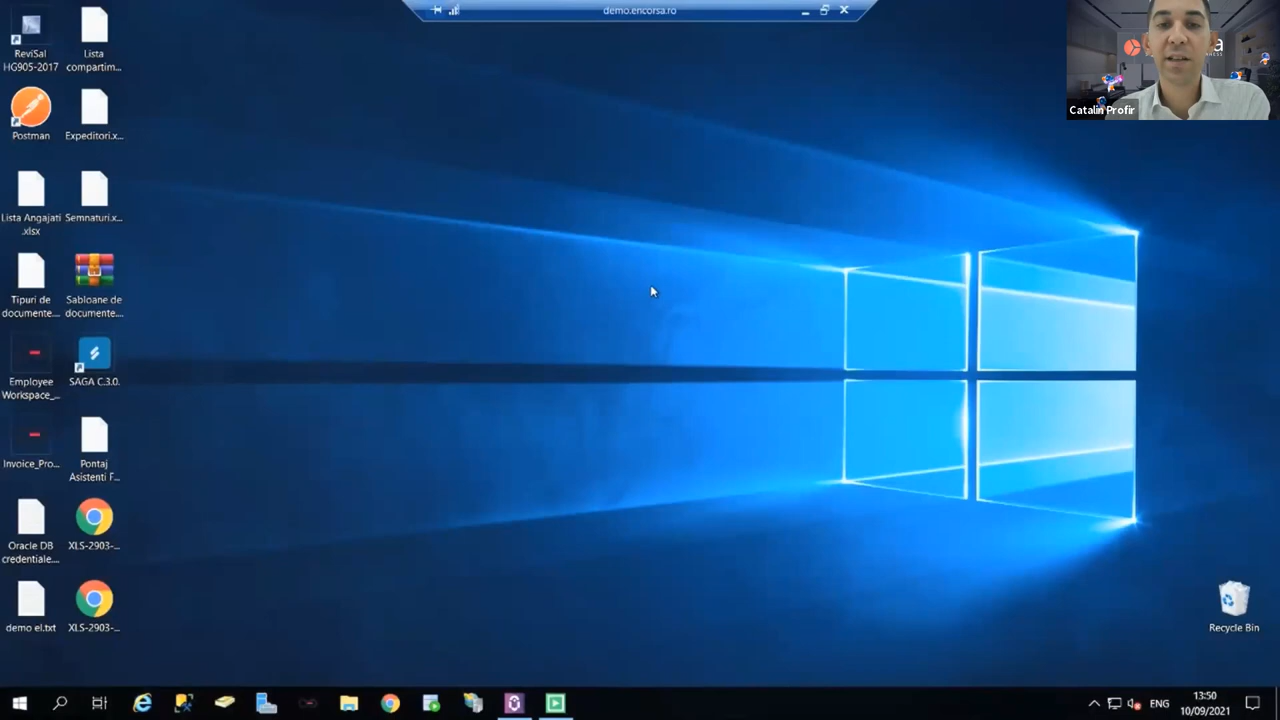 demo.encorsa.ro
Catalin Profir
ReviSal
HG905-2017
Lista
compartim...
Postman
Expeditori.x...
Lista Angajati
.xlsx
Semnaturi.x...
Tipuri de
documente...
Sabloane de
documente....
Employee
Workspace_...
SAGA C.3.0.
Invoice_Pro...
Pontaj
Asistenti F...
Oracle DB
credentiale....
XLS-2903-...
demo el.txt
XLS-2903-...
Recycle Bin
ENG
13:50
10/09/2021